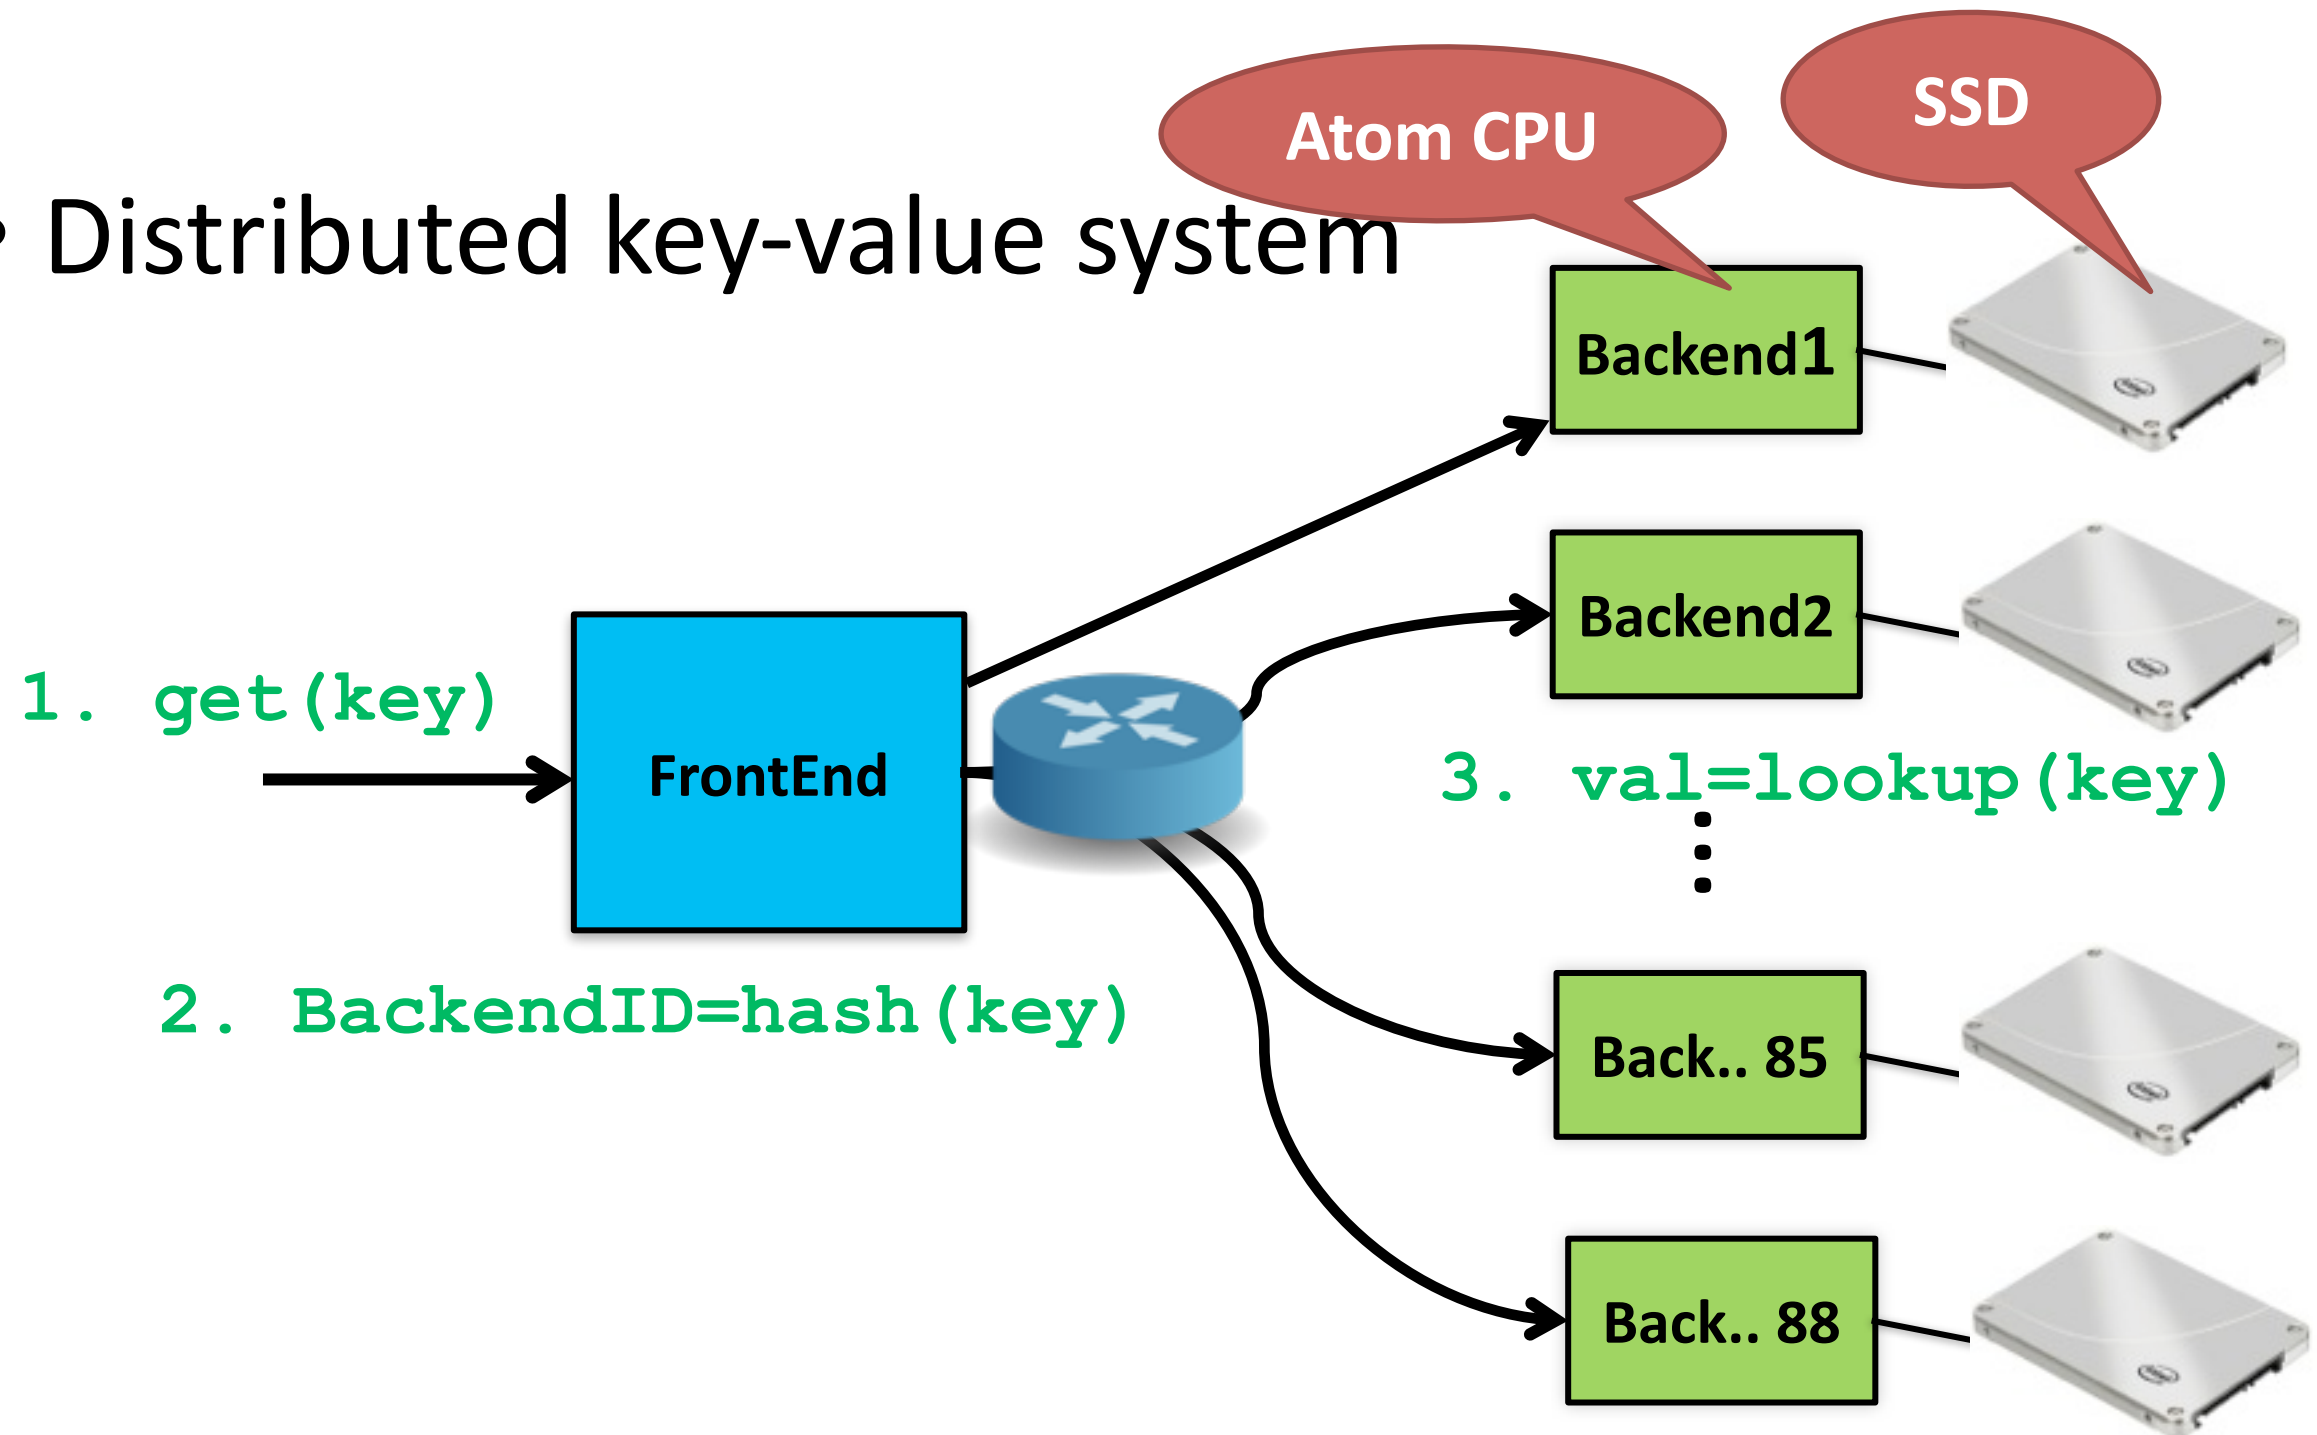 Atom CPU
SSD
• Distributed key-value system
Backend1
Backend2
1. get(key)
FrontEnd
3. val=lookup(key)
2. BackendID=hash(key)
Back.. 85
Back.. 88